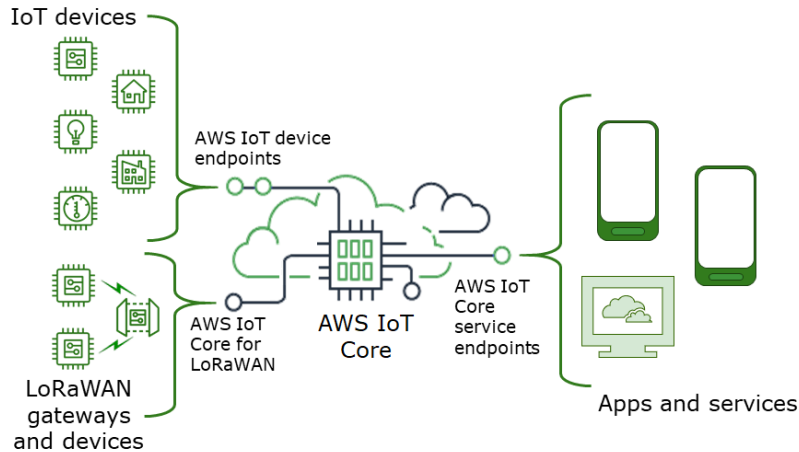 IoT devices
AWS IoT device
endpoints
AWS IoT
Core for
LoRaWAN
AWS IoT
Core
AWS IoT
Core
service
endpoints
LoRaWAN
gateways
and devices
Apps and services